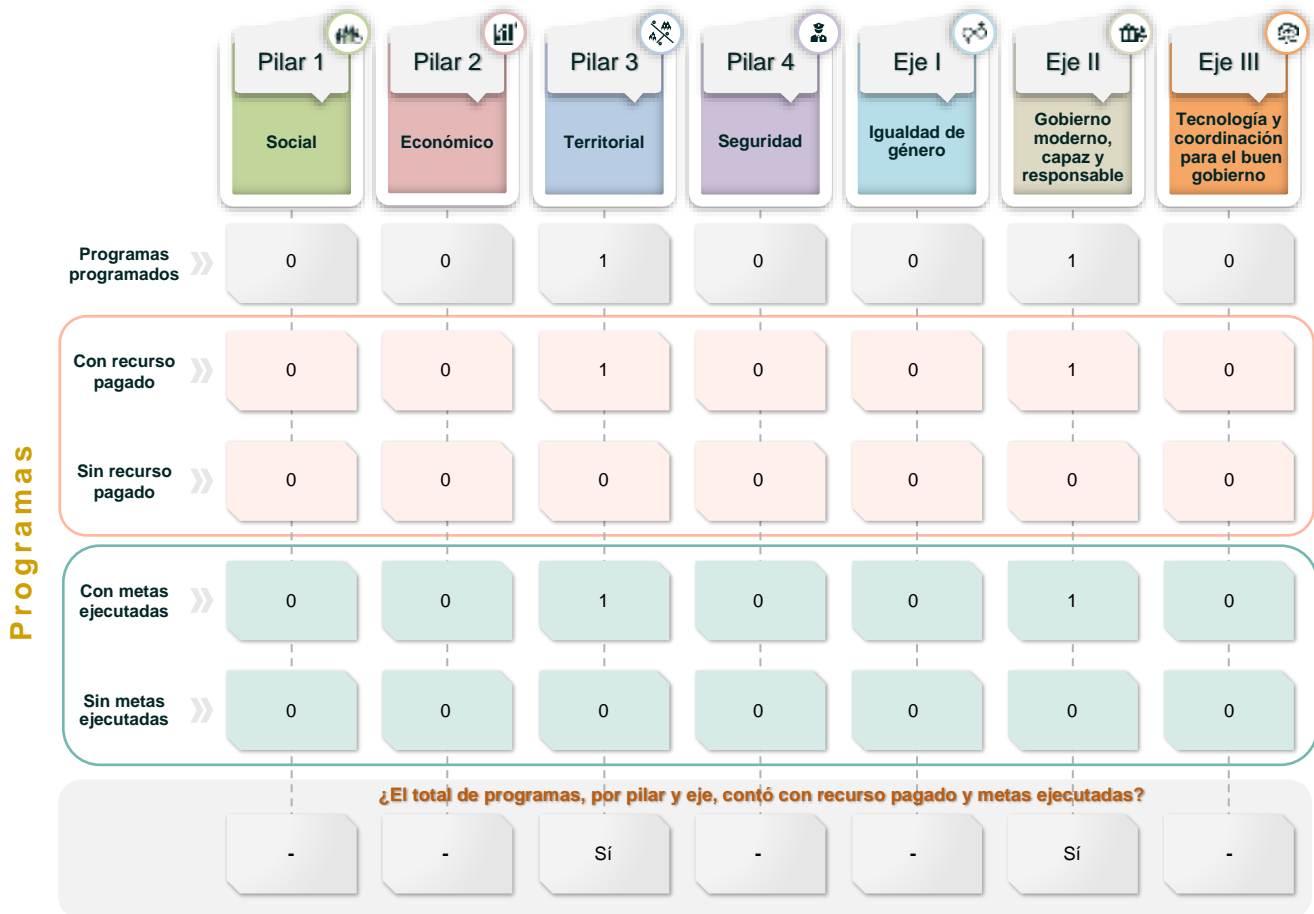 Pilar 1
Pilar 2
Pilar 3
Pilar 4
Eje I
Eje II
Eje III
Social
Económico
Territorial
Seguridad
Igualdad de
género
Gobierno
moderno,
capaz y
responsable
Tecnología y
coordinación
para el buen
gobierno
Programas
Programas
programados
0 0 1 0 0 1 0
Con recurso
pagado
0 0 1 0 0 1 0
Sin recurso
pagado
0 0 0 0 0 0 0
Con metas
ejecutadas
0 0 1 0 0 1 0
Sin metas
ejecutadas
0 0 0 0 0 0 0
¿El total de programas, por pilar y eje, contó con recurso pagado y metas ejecutadas?
- - Sí - - Sí -